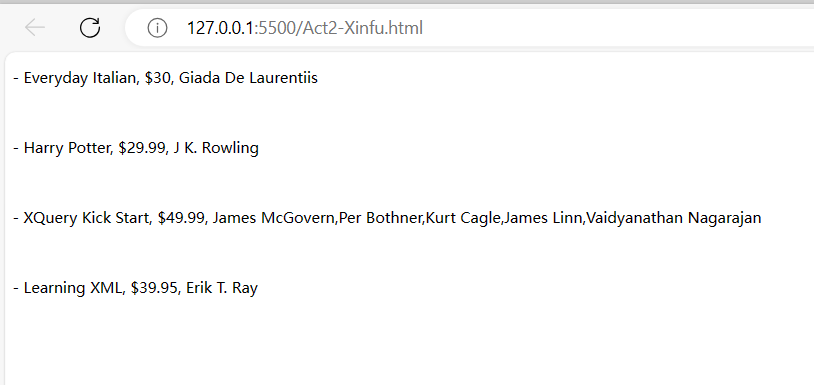 127.0.0.1:5500/Act2-Xinfu.html
- Everyday Italian, $30, Giada De Laurentiis
- Harry Potter, $29.99, J K. Rowling
- XQuery Kick Start, $49.99, James McGovern,Per Bothner,Kurt Cagle,James Linn,Vaidyanathan Nagarajan
- Learning XML, $39.95, Erik T. Ray